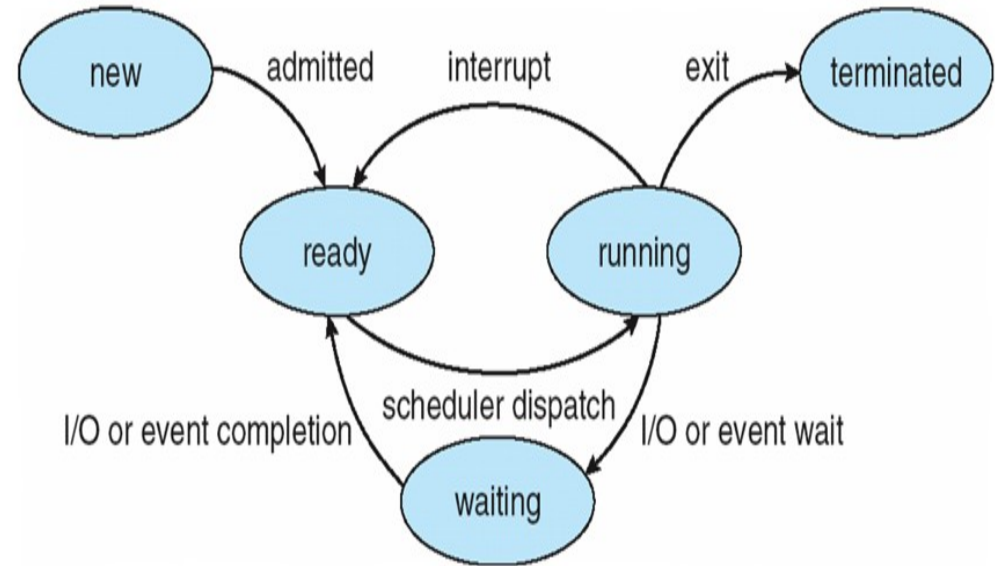 new
admitted
interrupt
exit
terminated
ready
running
scheduler dispatch
I/O or event completion
I/O or event wait
waiting